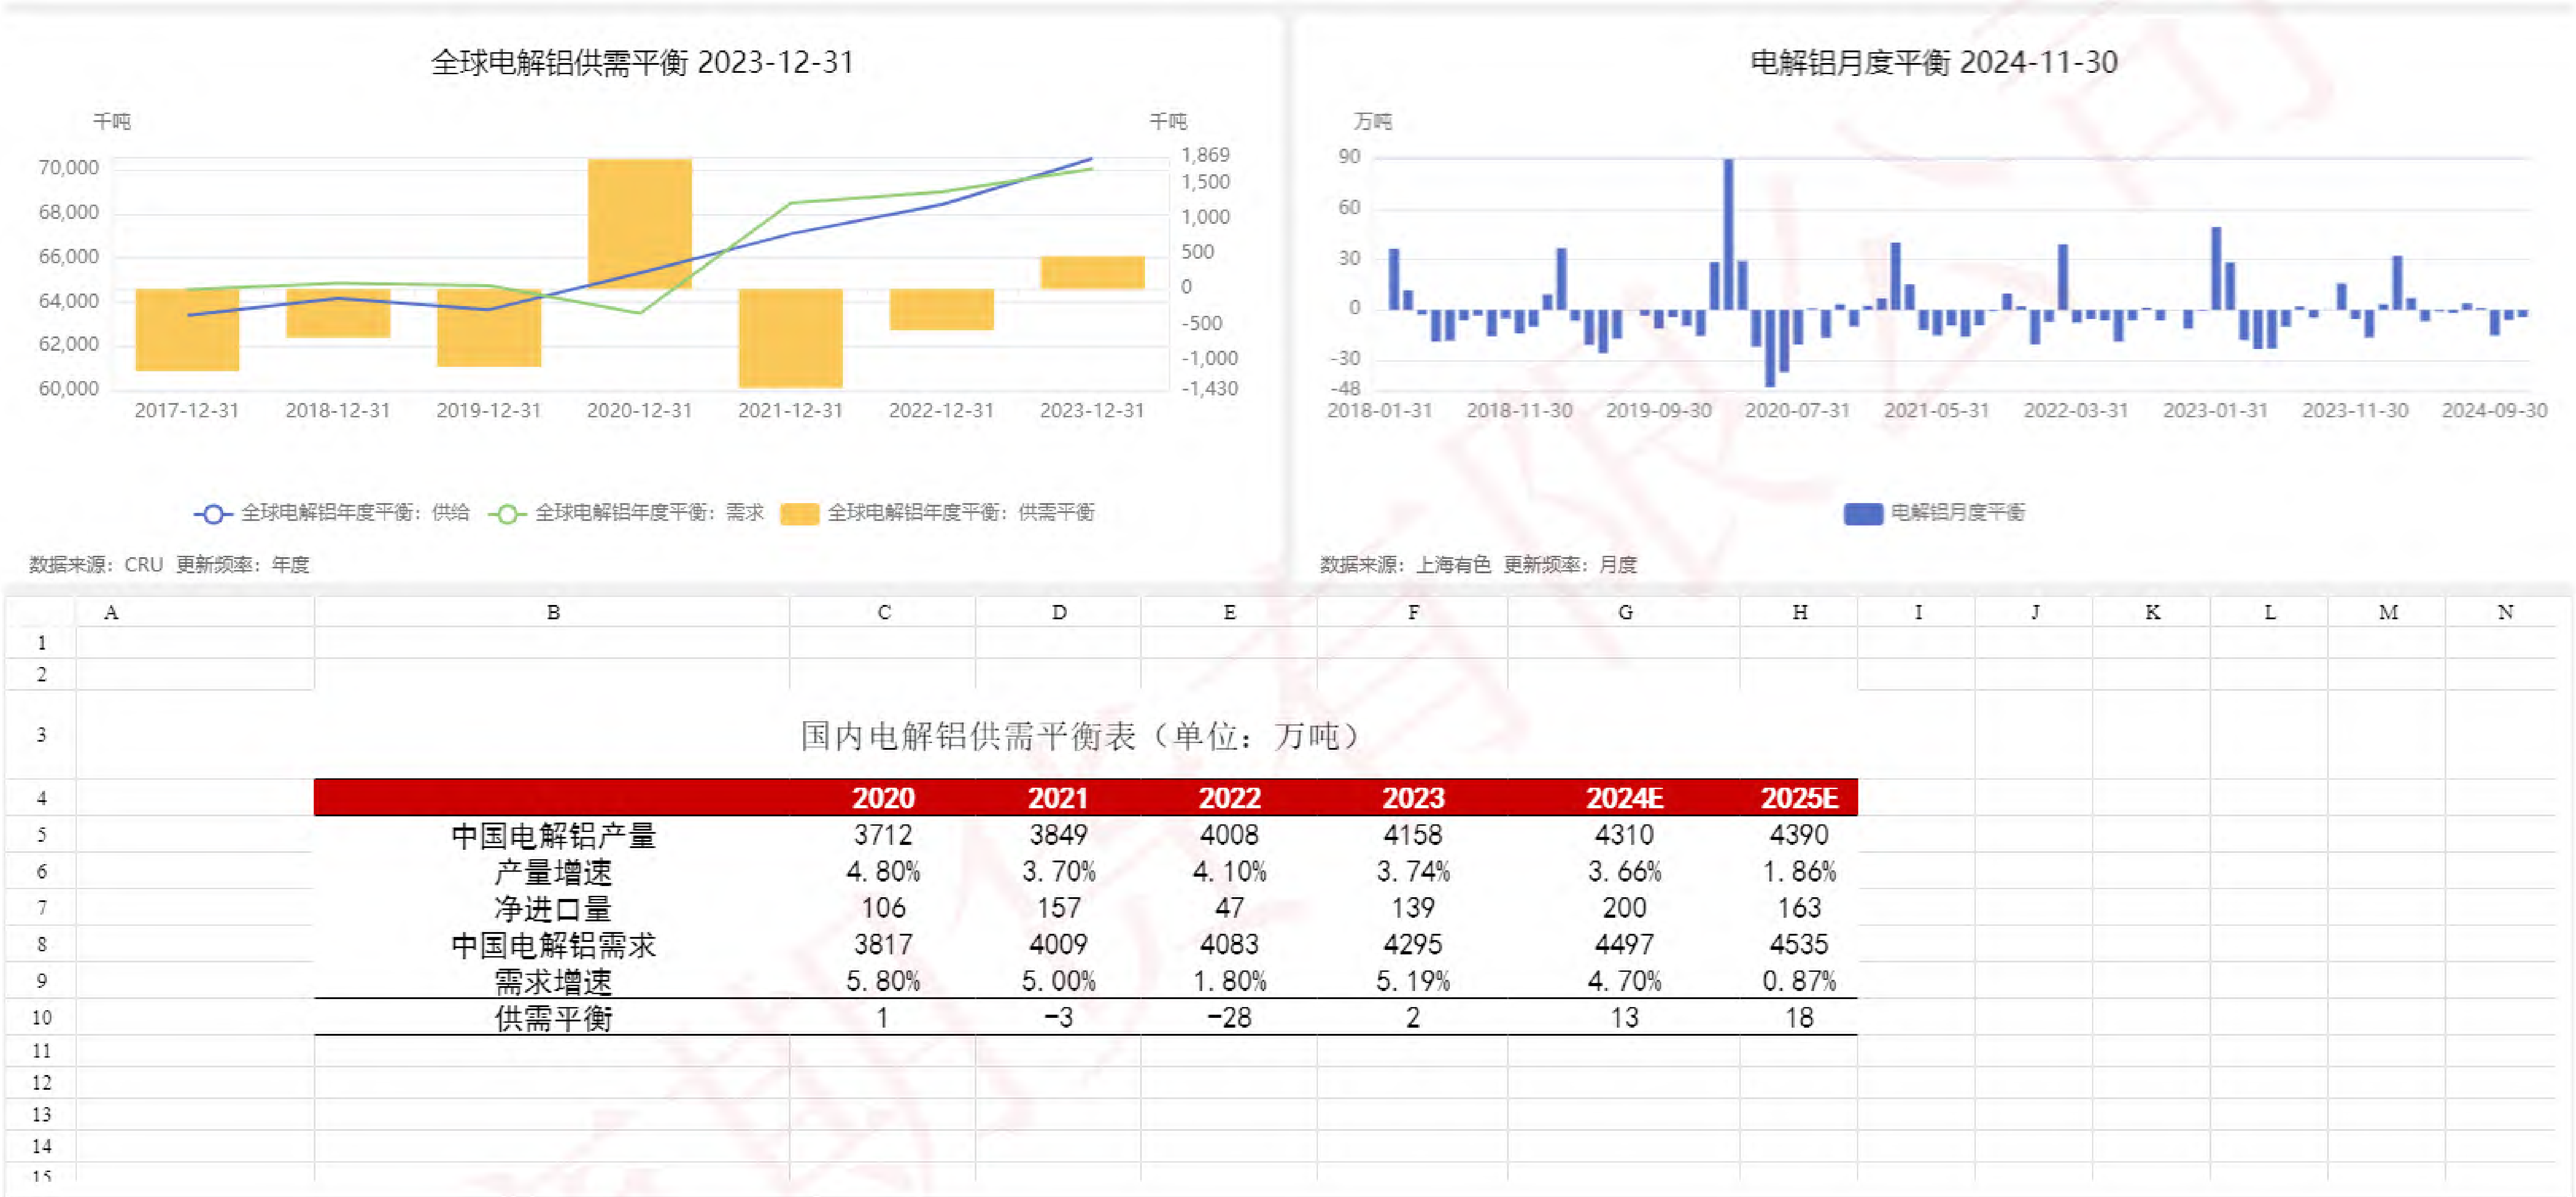 全球电解铝供需平衡 2023-12-31
千吨
千吨
70,000
68,000
66,000
64,000
62,000
60,000
1,869
1,500
1,000
500
0
-500
-1,000
-1,430
2017-12-31 2018-12-31 2019-12-31 2020-12-31 2021-12-31 2022-12-31 2023-12-31
全球电解铝年度平衡：供给 全球电解铝年度平衡：需求 全球电解铝年度平衡：供需平衡
数据来源：CRU 更新频率：年度
电解铝月度平衡 2024-11-30
万吨
90
60
30
0
-30
-48
2018-01-31 2018-11-30 2019-09-30 2020-07-31 2021-05-31 2022-03-31 2023-01-31 2023-11-30 2024-09-30
电解铝月度平衡
数据来源：上海有色 更新频率：月度
A B C D E F G H I J K L M N
1
2
3 国内电解铝供需平衡表（单位：万吨）
4 2020 2021 2022 2023 2024E 2025E
5 中国电解铝产量 3712 3849 4008 4158 4310 4390
6 产量增速 4.80% 3.70% 4.10% 3.74% 3.66% 1.86%
7 净进口量 106 157 47 139 200 163
8 中国电解铝需求 3817 4009 4083 4295 4497 4535
9 需求增速 5.80% 5.00% 1.80% 5.19% 4.70% 0.87%
10 供需平衡 1 -3 -28 2 13 18
11
12
13
14
15
有限公司